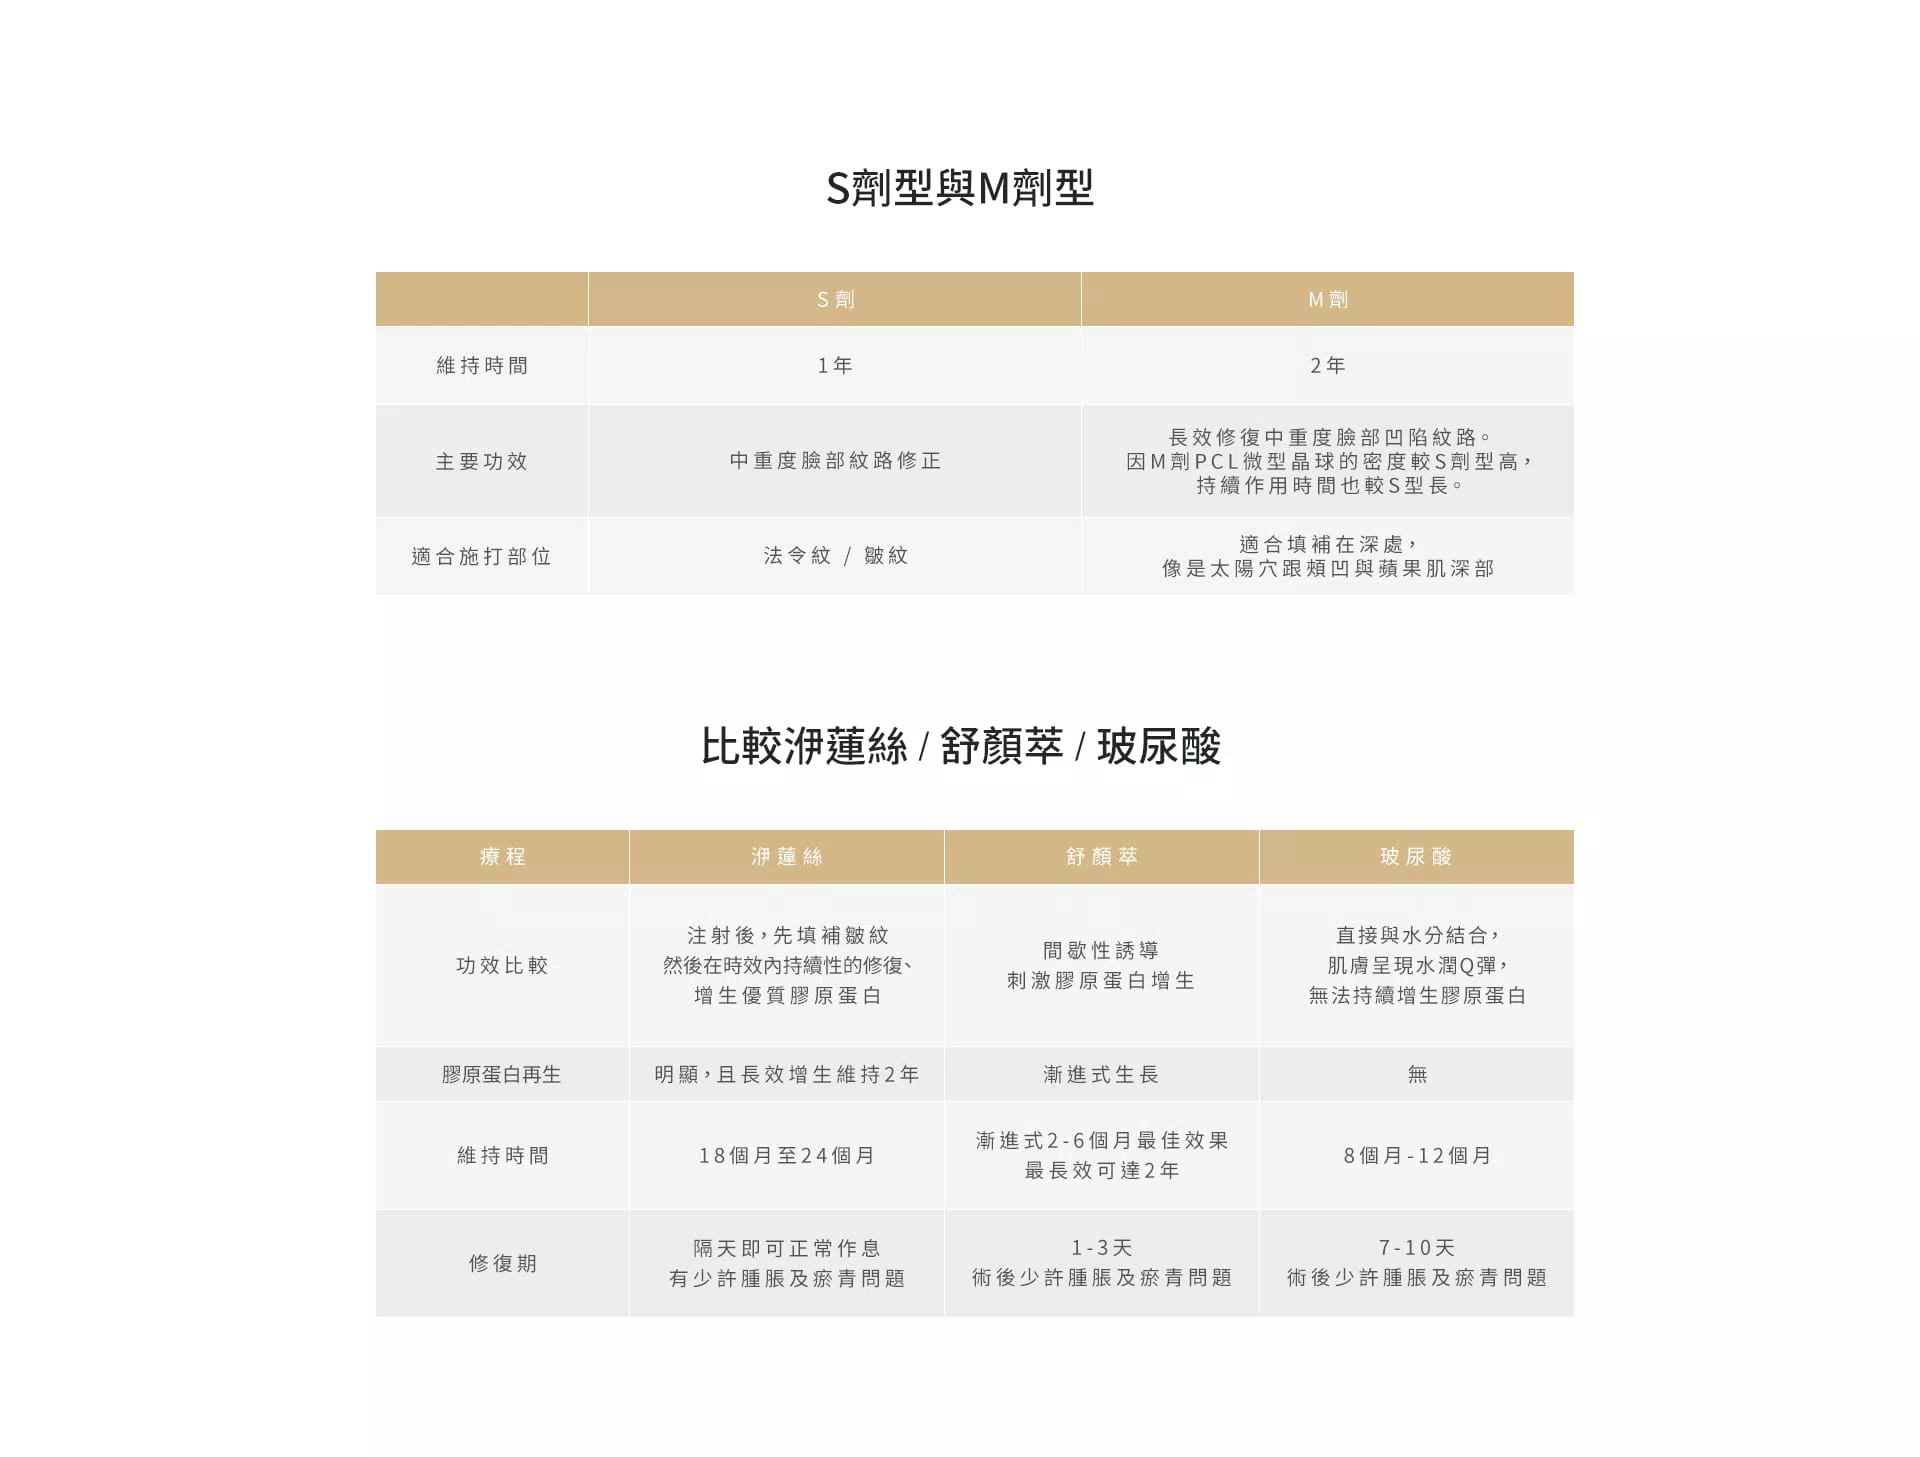 S劑型與M劑型
S劑
M劑
維持時間
1年
2年
主要功效
中重度臉部紋路修正
長效修復中重度臉部凹陷紋路。
因M劑PCL微型晶球的密度較S劑型高，
持續作用時間也較S型長。
適合施打部位
法令紋 / 皺紋
適合填補在深處，
像是太陽穴跟頰凹與蘋果肌深部
比較洢蓮絲 / 舒顏萃 / 玻尿酸
療程
洢蓮絲
舒顏萃
玻尿酸
功效比較
注射後，先填補皺紋
然後在時效內持續性的修復、
增生優質膠原蛋白
間歇性誘導
刺激膠原蛋白增生
直接與水分結合，
肌膚呈現水潤Q彈，
無法持續增生膠原蛋白
膠原蛋白再生
明顯，且長效增生維持2年
漸進式生長
無
維持時間
18個月至24個月
漸進式2-6個月最佳效果
最長效可達2年
8個月-12個月
修復期
隔天即可正常作息
有少許腫脹及瘀青問題
1-3天
術後少許腫脹及瘀青問題
7-10天
術後少許腫脹及瘀青問題